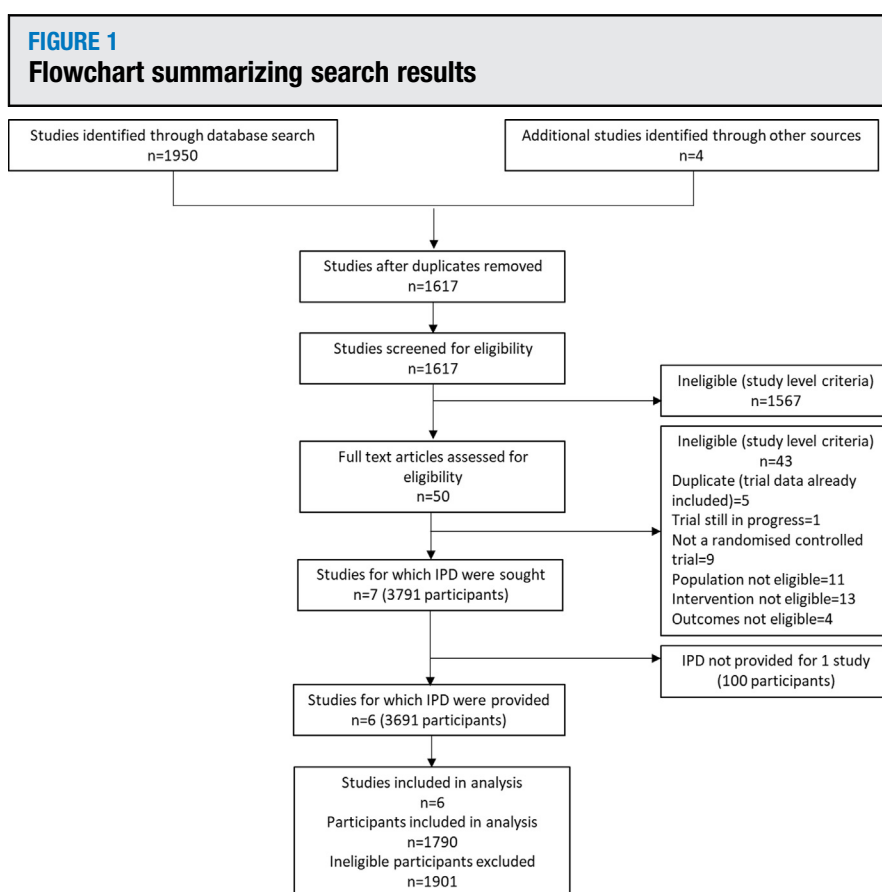 FIGURE 1
Flowchart summarizing search results
Studies identified through database search
n=1950
Additional studies identified through other sources
n=4
Studies after duplicates removed
n=1617
Studies screened for eligibility
n=1617
Ineligible (study level criteria)
n=1567
Full text articles assessed for
eligibility
n=50
Ineligible (study level criteria)
n=43
Duplicate (trial data already
included)=5
Trial still in progress=1
Not a randomised controlled
trial=9
Population not eligible=11
Intervention not eligible=13
Outcomes not eligible=4
Studies for which IPD were sought
n=7 (3791 participants)
IPD not provided for 1 study
(100 participants)
Studies for which IPD were provided
n=6 (3691 participants)
Studies included in analysis
n=6
Participants included in analysis
n=1790
Ineligible participants excluded
n=1901